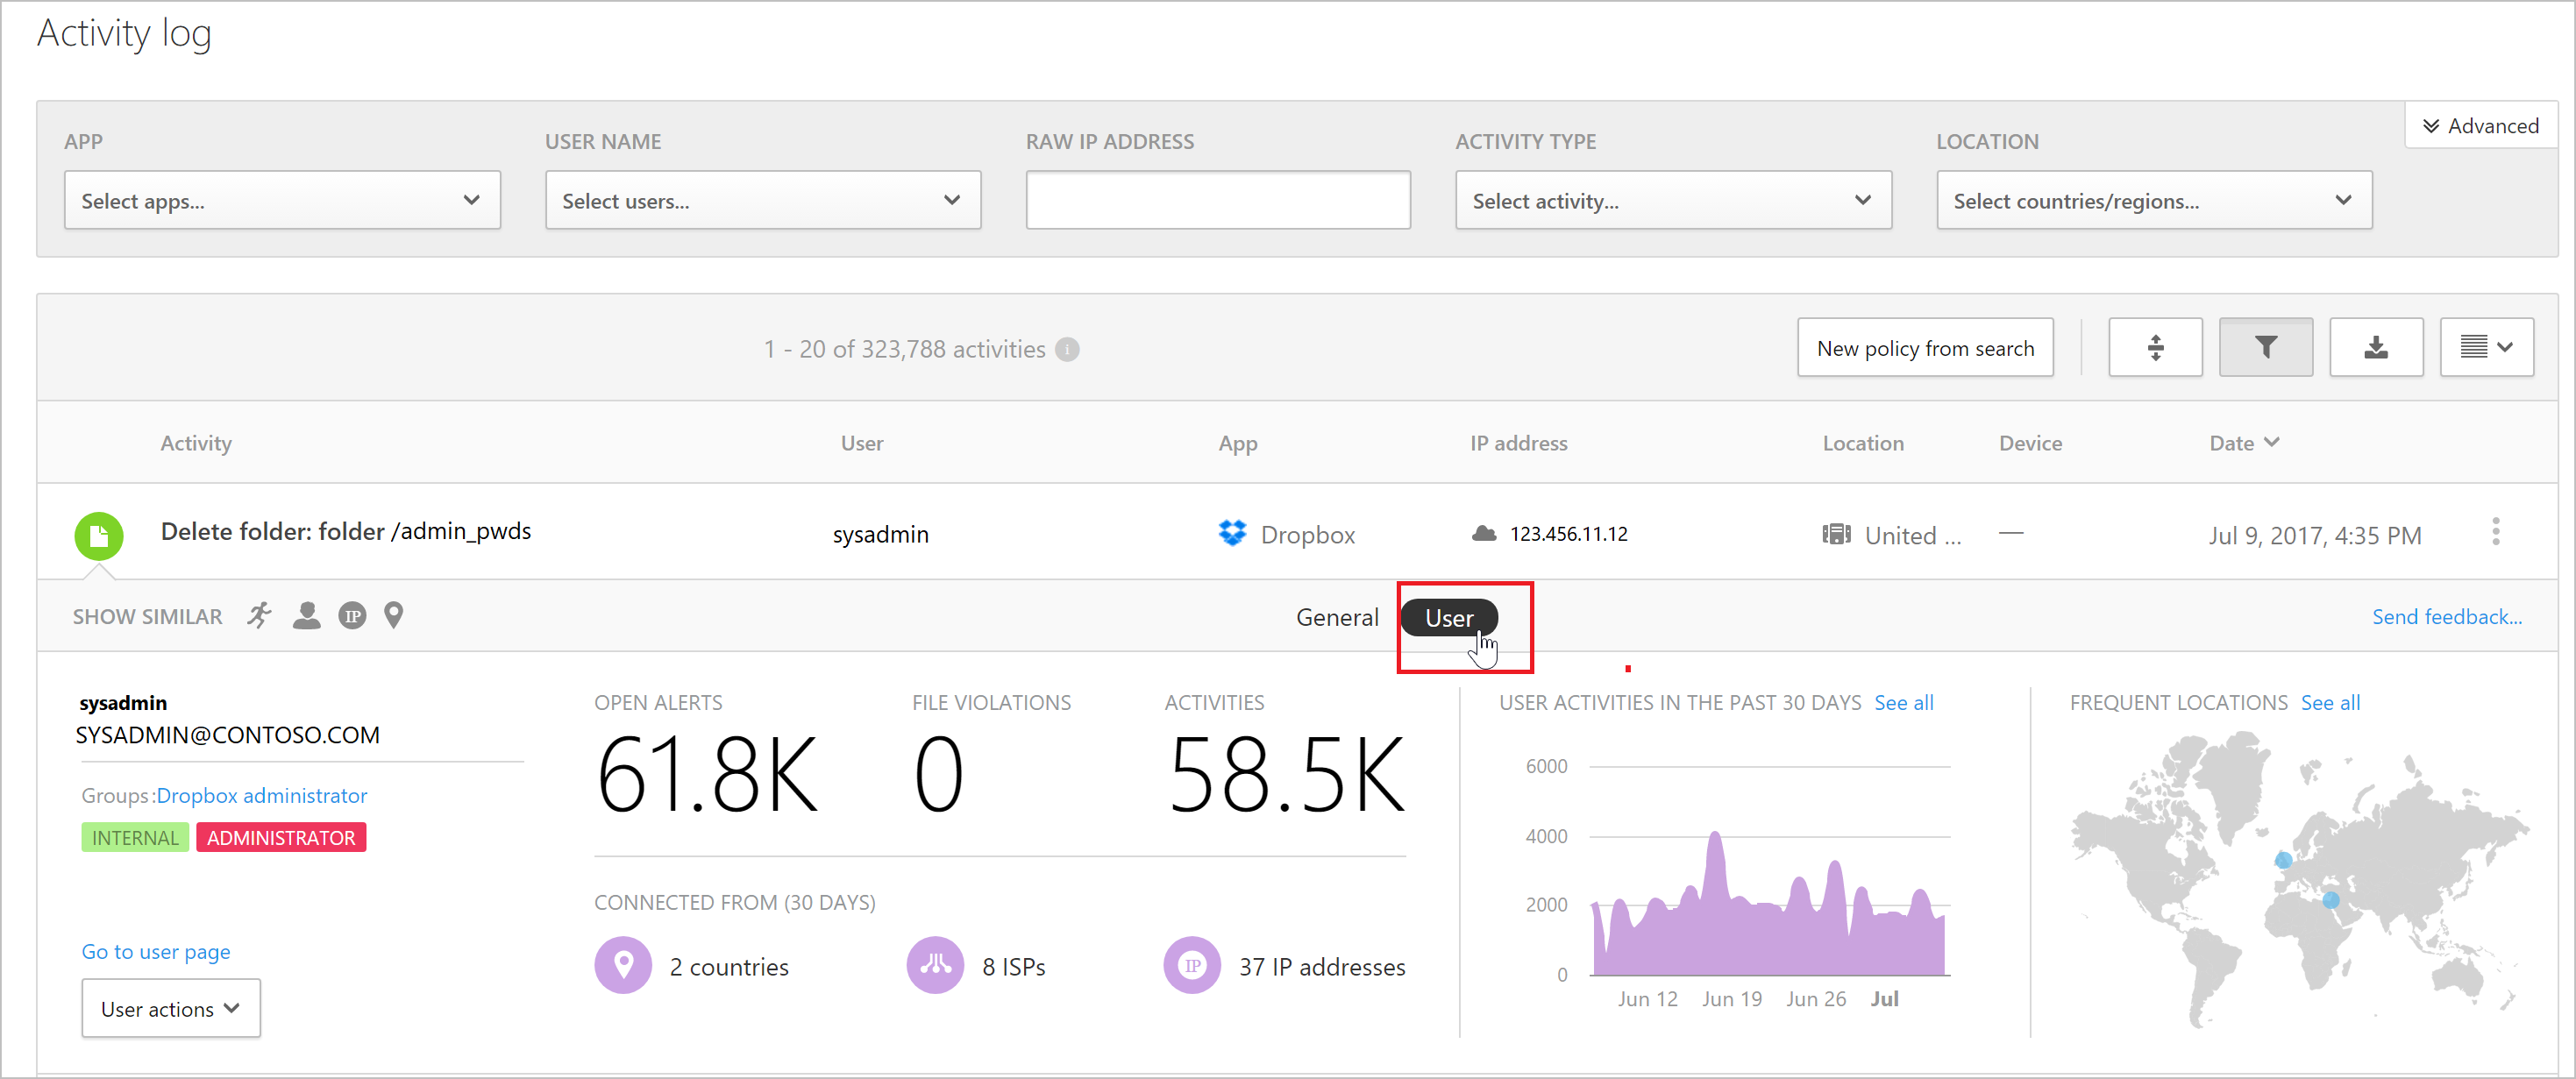 Activity log
Advanced
APP USER NAME RAW IP ADDRESS ACTIVITY TYPE LOCATION
Select apps... Select users... Select activity... Select countries/regions...
1 - 20 of 323,788 activities i New policy from search
Activity User App IP address Location Device Date
Delete folder: folder /admin_pwds sysadmin Dropbox 123.456.11.12 United ... — Jul 9, 2017, 4:35 PM
SHOW SIMILAR IP General User Send feedback...
sysadmin
SYSADMIN@CONTOSO.COM
Groups:Dropbox administrator
INTERNAL ADMINISTRATOR
Go to user page
User actions
OPEN ALERTS FILE VIOLATIONS ACTIVITIES
61.8K 0 58.5K
CONNECTED FROM (30 DAYS)
2 countries 8 ISPs IP 37 IP addresses
USER ACTIVITIES IN THE PAST 30 DAYS See all
6000
4000
2000
0
Jun 12 Jun 19 Jun 26 Jul
FREQUENT LOCATIONS See all